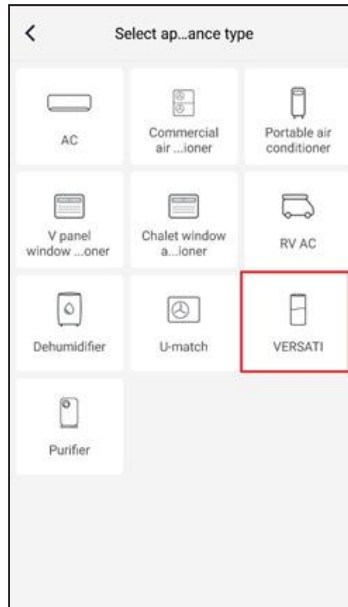 Select ap...ance type
AC
Commercial
air ...ioner
Portable air
conditioner
V panel
window ...oner
Chalet window
a...ioner
RV AC
Dehumidifier
U-match
VERSATI
Purifier